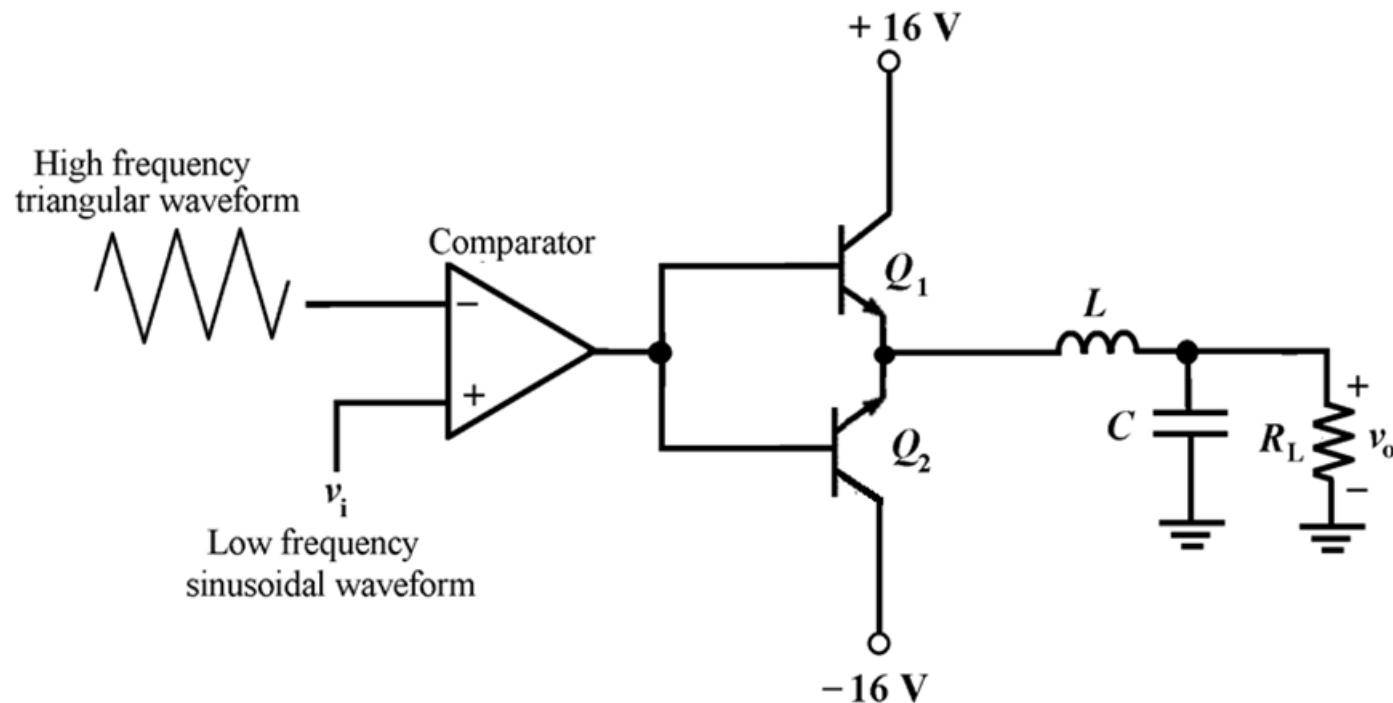 + 16 V
High frequency
triangular waveform
Comparator
−
+
Q1
Q2
L
C
RL
+
vo
−
vi
Low frequency
sinusoidal waveform
− 16 V